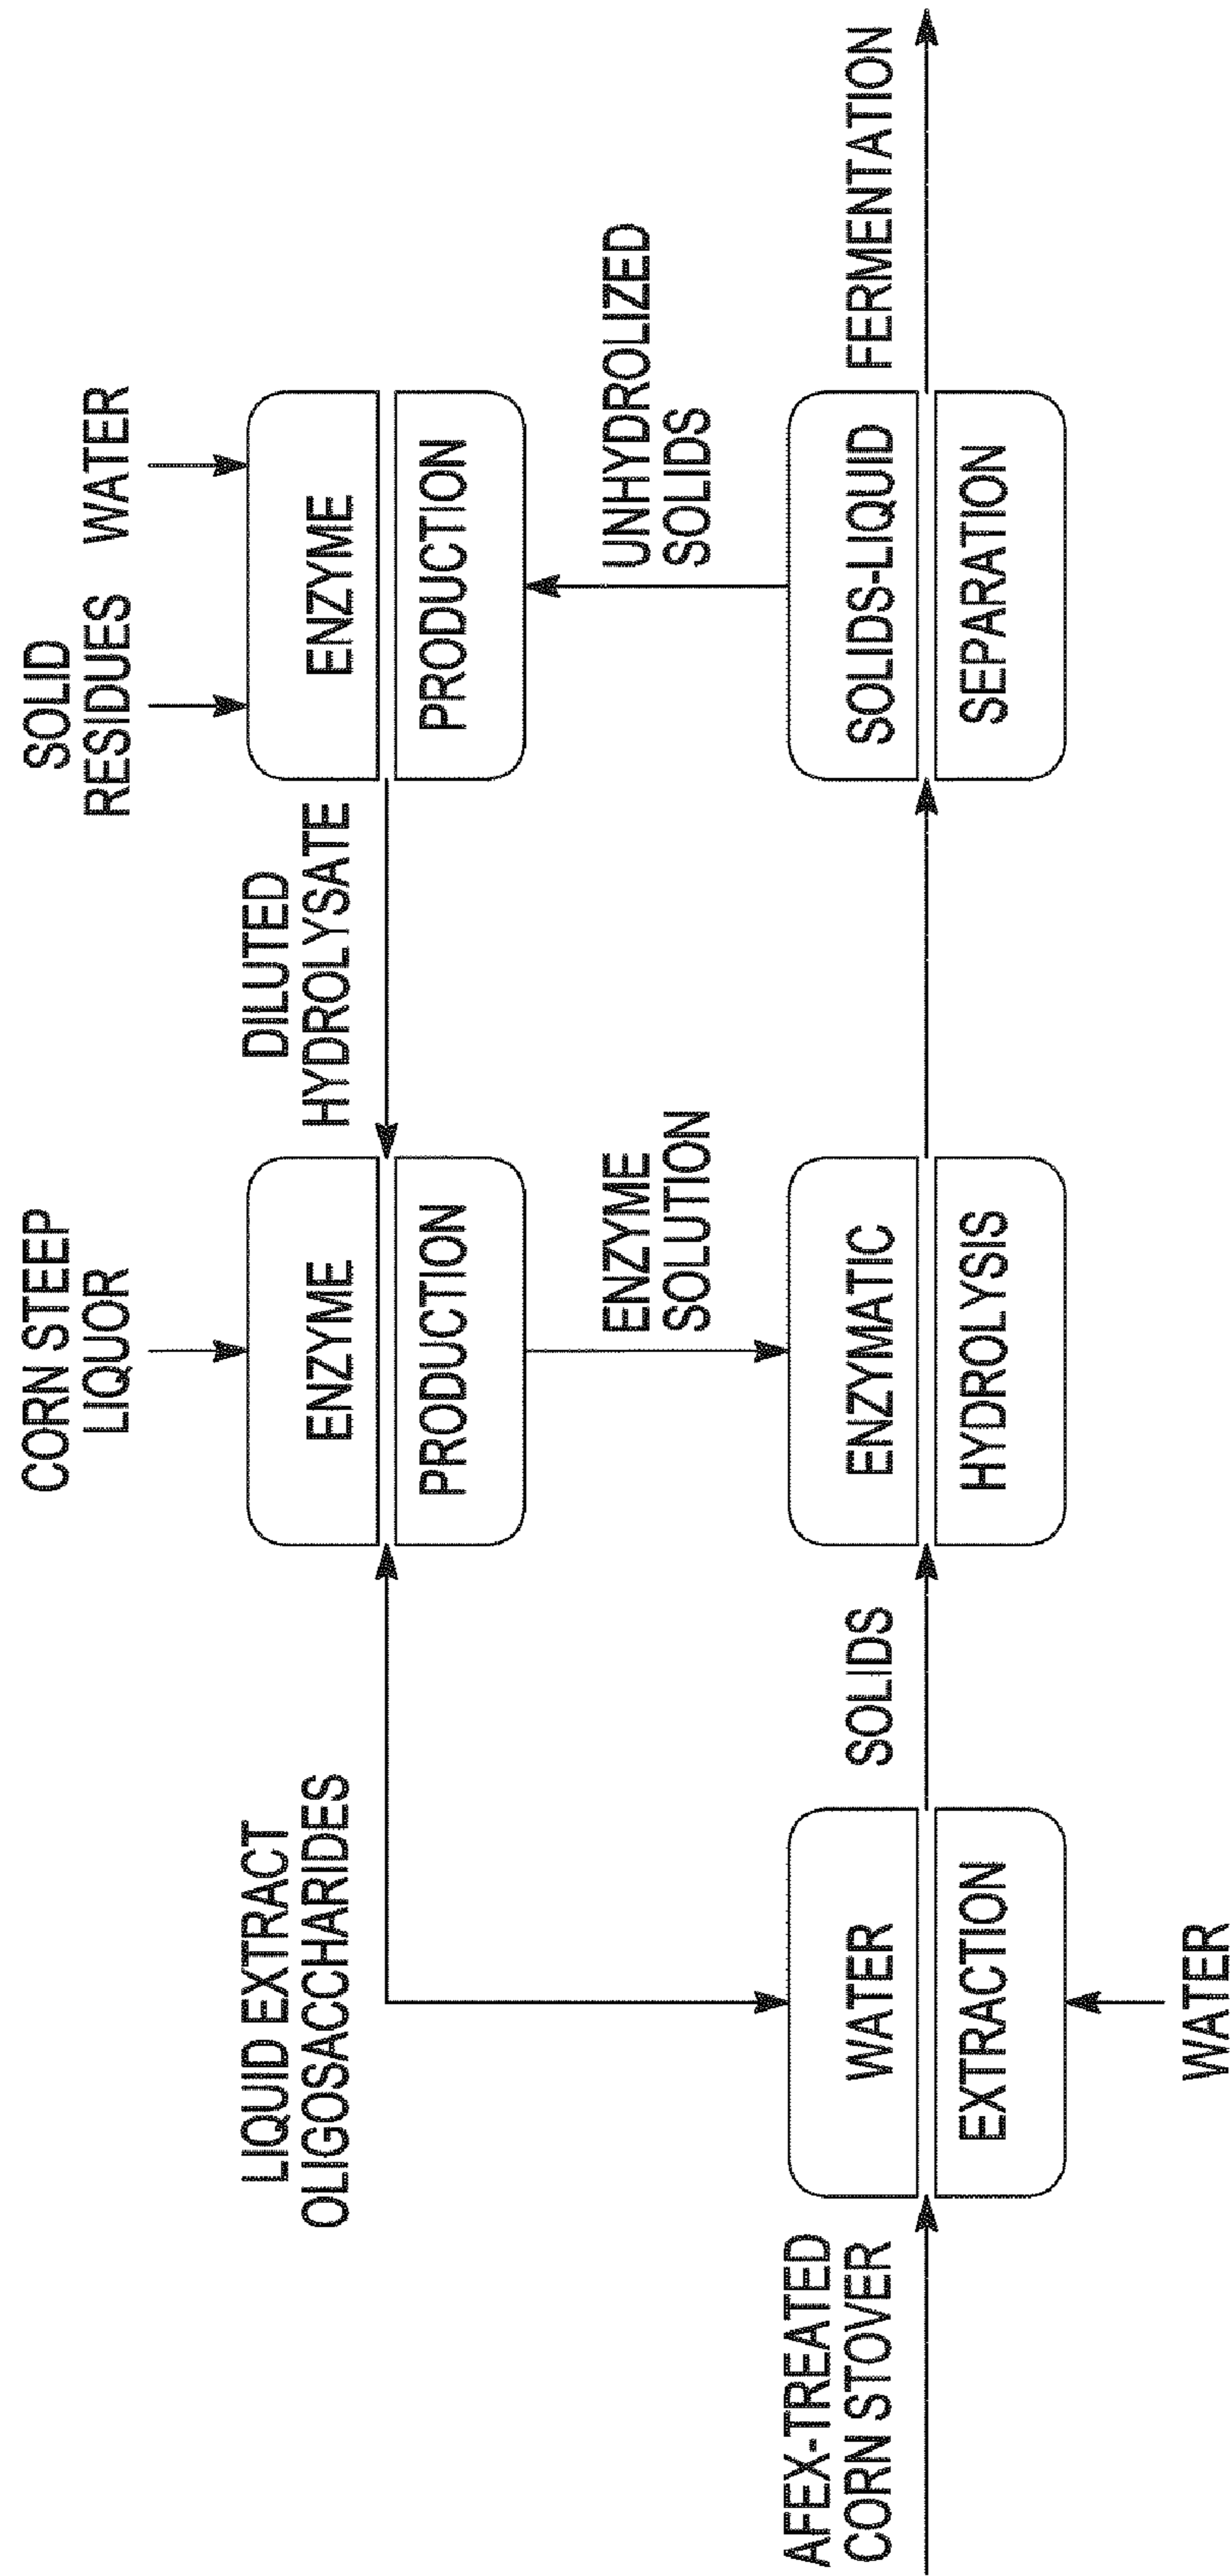 CORN STEEP
LIQUOR
SOLID
RESIDUES
WATER
LIQUID EXTRACT
OLIGOSACCHARIDES
ENZYME
PRODUCTION
DILUTED
HYDROLYSATE
ENZYME
PRODUCTION
ENZYME
SOLUTION
UNHYDROLIZED
SOLIDS
AFEX-TREATED
CORN STOVER
WATER
EXTRACTION
SOLIDS
ENZYMATIC
HYDROLYSIS
SOLIDS-LIQUID
SEPARATION
FERMENTATION
WATER